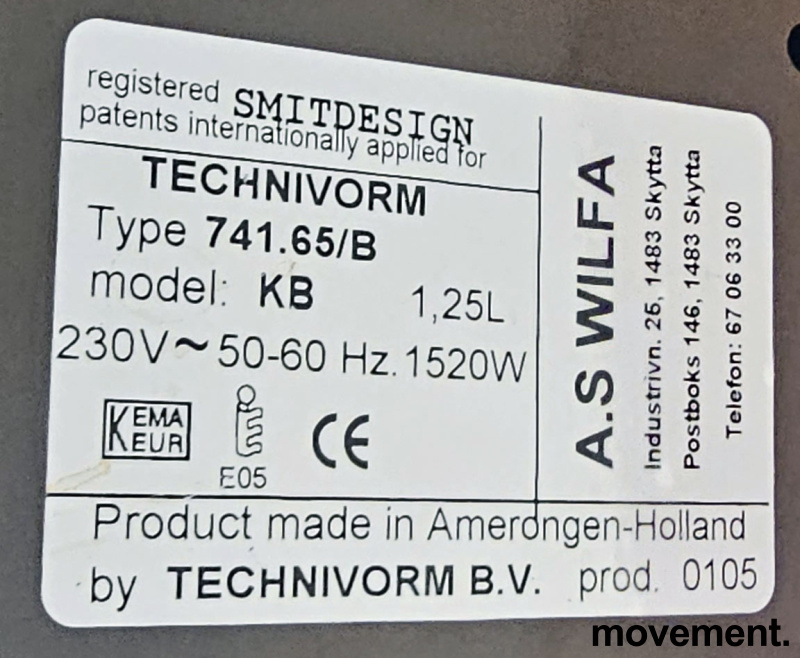 registered SMITDESIGN
patents internationally applied for
TECHNIVORM
Type 741.65/B
model: KB 1,25L
230V~50-60 Hz. 1520W
KEMA
KEUR
E05
CE
A.S WILFA
Industrivn. 25, 1483 Skytta
Postboks 146, 1483 Skytta
Telefon: 67 06 33 00
Product made in Amerongen-Holland
by TECHNIVORM B.V. prod. 0105
movement.